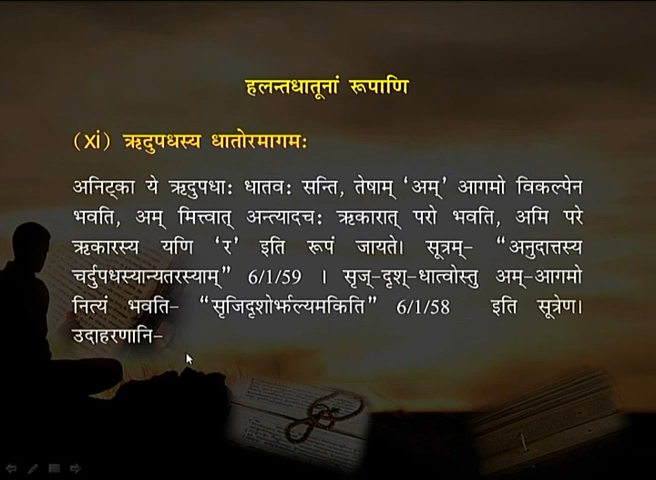 हलन्तधातूनां रूपाणि
(xi) ऋदुपधस्य धातोरमागमः
अनिट्का ये ऋदुपधाः धातवः सन्ति, तेषाम् ‘अम्’ आगमो विकल्पेन
भवति, अम् मित्त्वात् अन्त्यादचः ऋकारात् परो भवति, अमि परे
ऋकारस्य यणि ‘र’ इति रूपं जायते। सूत्रम्– “अनुदात्तस्य
चर्दुपधस्यान्यतरस्याम्” 6/1/59 । सृज्-दृश्-धात्वोस्तु अम्-आगमो
नित्यं भवति– “सृजिदृशोर्झल्यमकिति” 6/1/58 इति सूत्रेण।
उदाहरणानि–